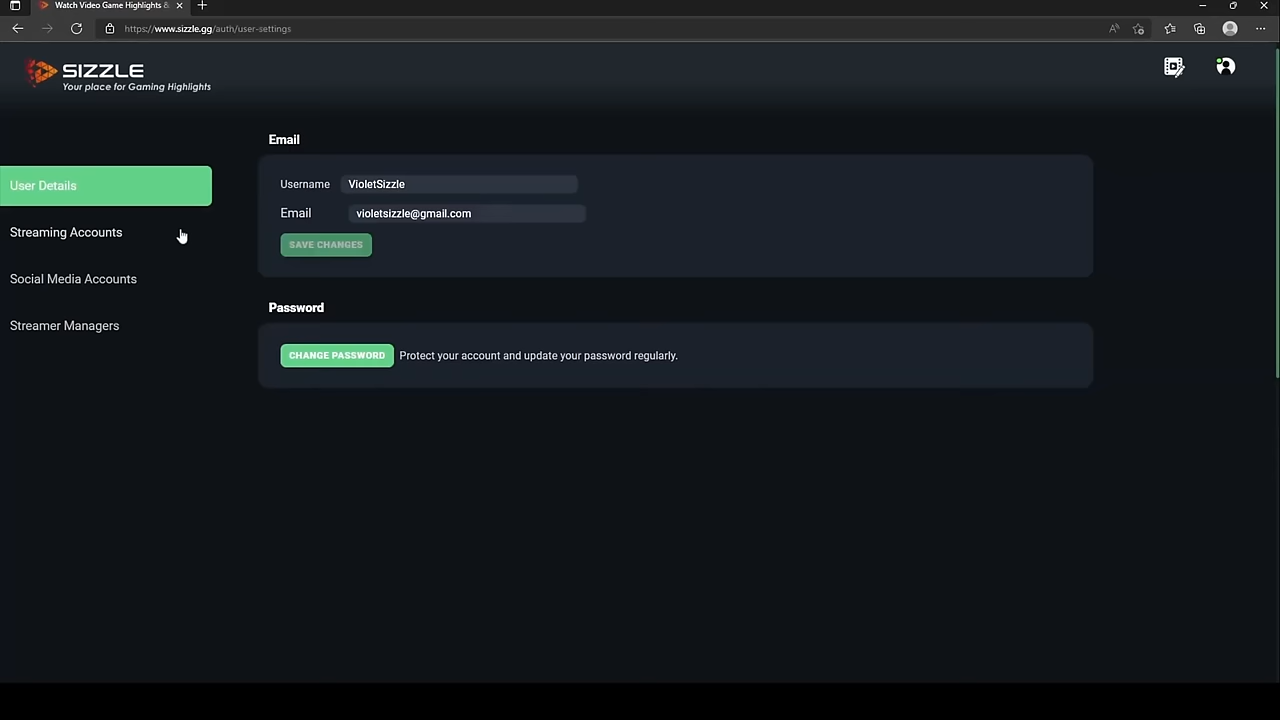 Watch Video Game Highlights &
https://www.sizzle.gg/auth/user-settings
SIZZLE
Your place for Gaming Highlights
Email
User Details
Username VioletSizzle
Email violetsizzle@gmail.com
Streaming Accounts
SAVE CHANGES
Social Media Accounts
Password
Streamer Managers
CHANGE PASSWORD Protect your account and update your password regularly.